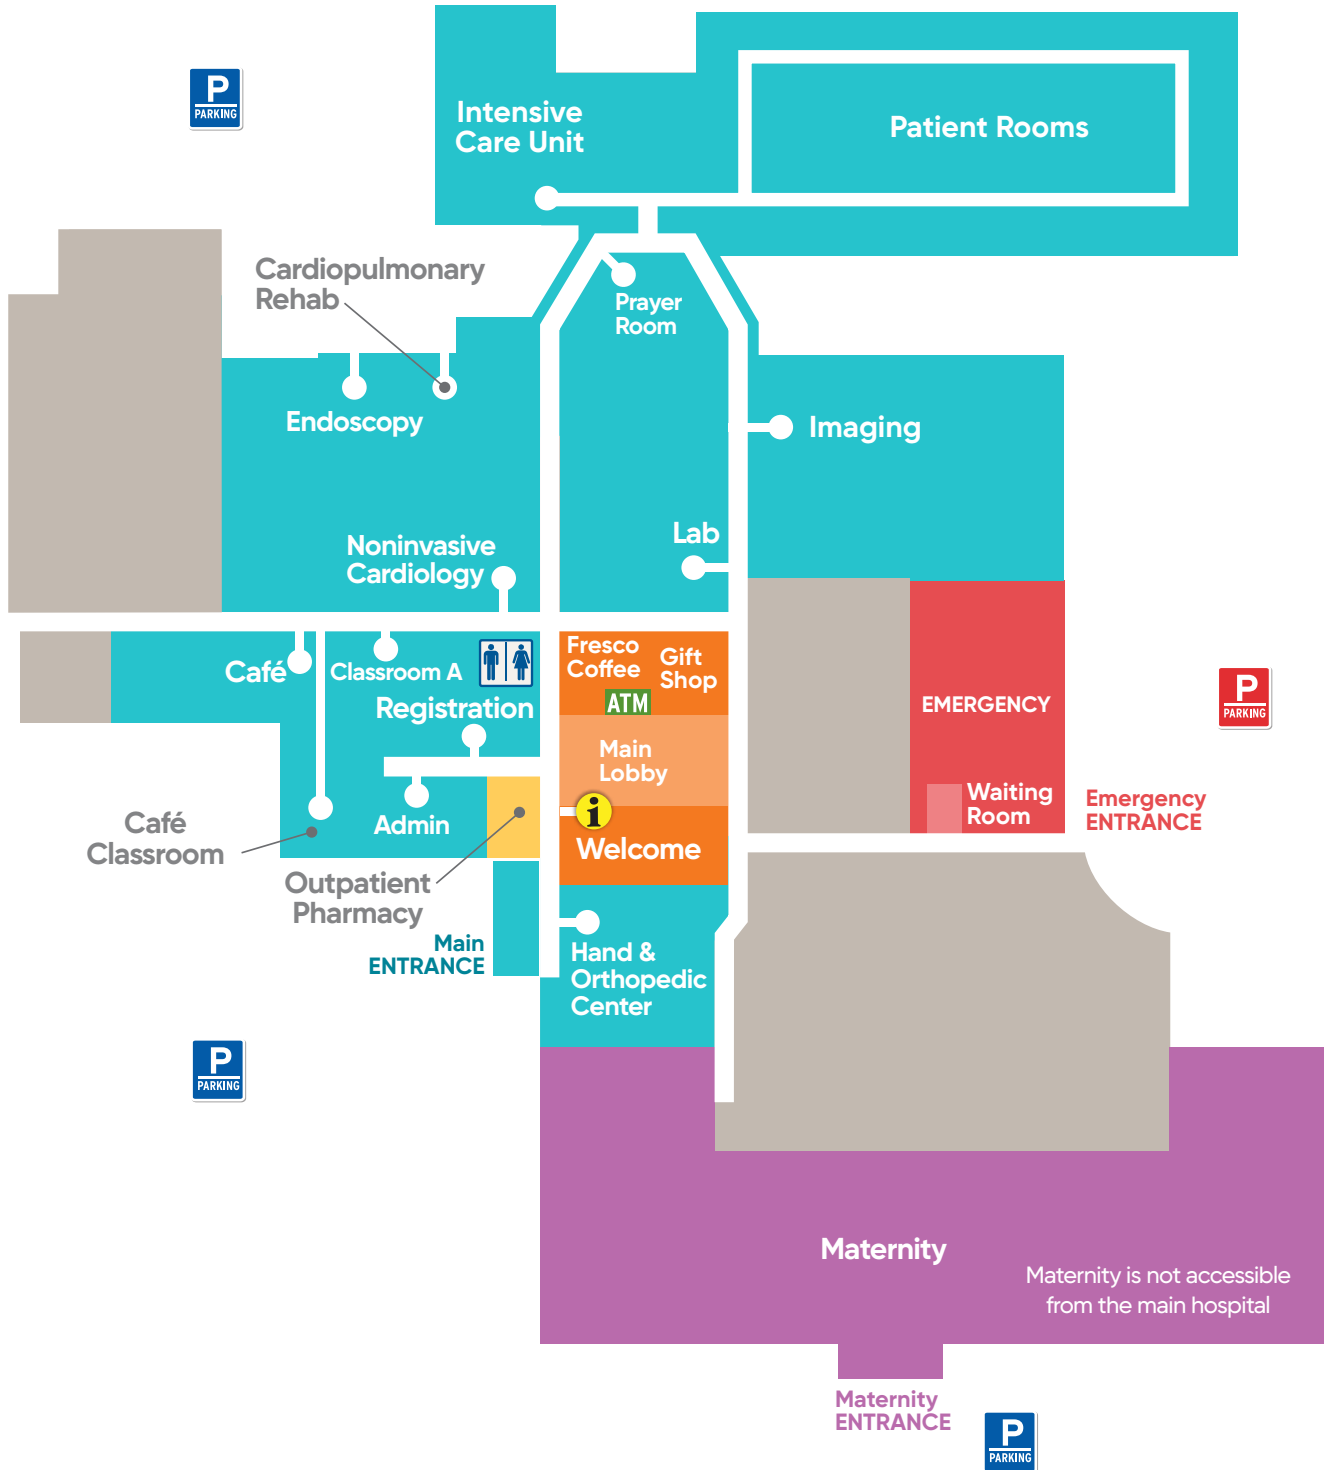 P
PARKING
Intensive
Care Unit
Patient Rooms
Cardiopulmonary
Rehab
Prayer
Room
Endoscopy
Imaging
Lab
Noninvasive
Cardiology
Café
Classroom A
Fresco
Coffee
Gift
Shop
ATM
Registration
EMERGENCY
P
PARKING
Main
Lobby
Waiting
Room
Emergency
ENTRANCE
Café
Classroom
Admin
i
Welcome
Outpatient
Pharmacy
Main
ENTRANCE
Hand &
Orthopedic
Center
P
PARKING
Maternity
Maternity is not accessible
from the main hospital
Maternity
ENTRANCE
P
PARKING